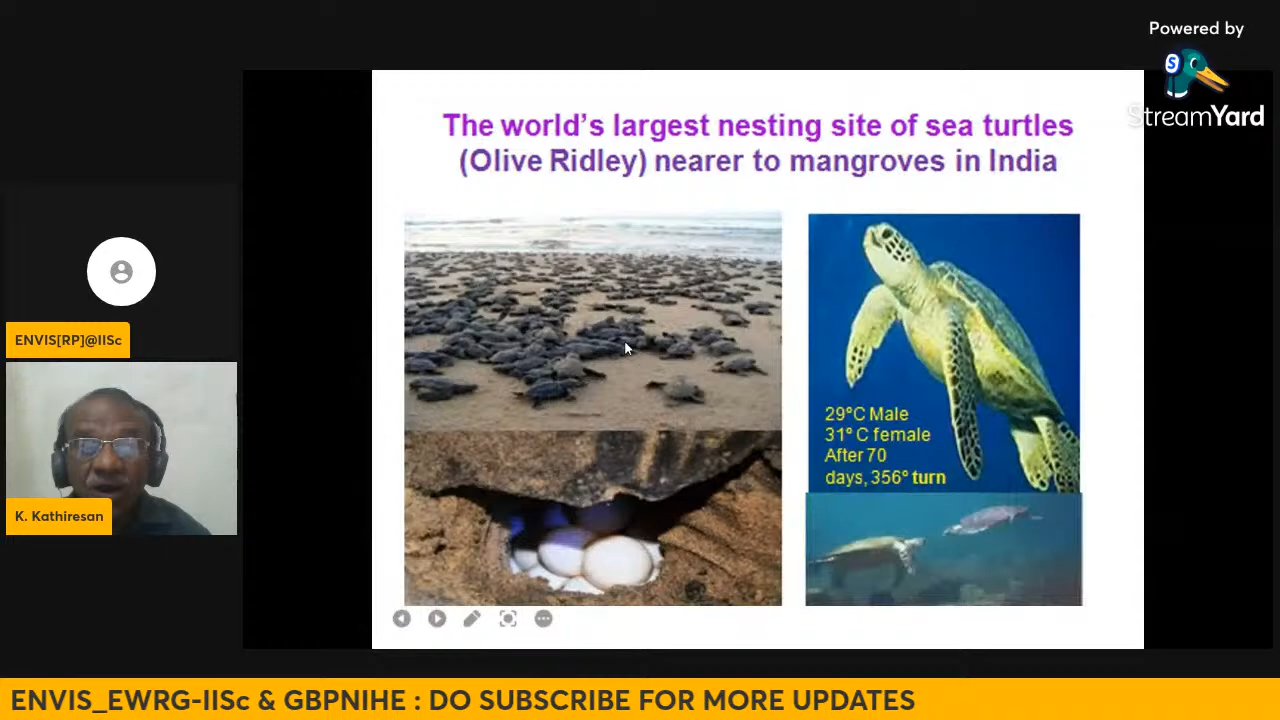 Powered by
S
StreamYard
The world's largest nesting site of sea turtles
(Olive Ridley) nearer to mangroves in India
29°C Male
31° C female
After 70
days, 356° turn
ENVIS[RP]@IISc
K. Kathiresan
ENVIS_EWRG-IISc & GBPNIHE : DO SUBSCRIBE FOR MORE UPDATES